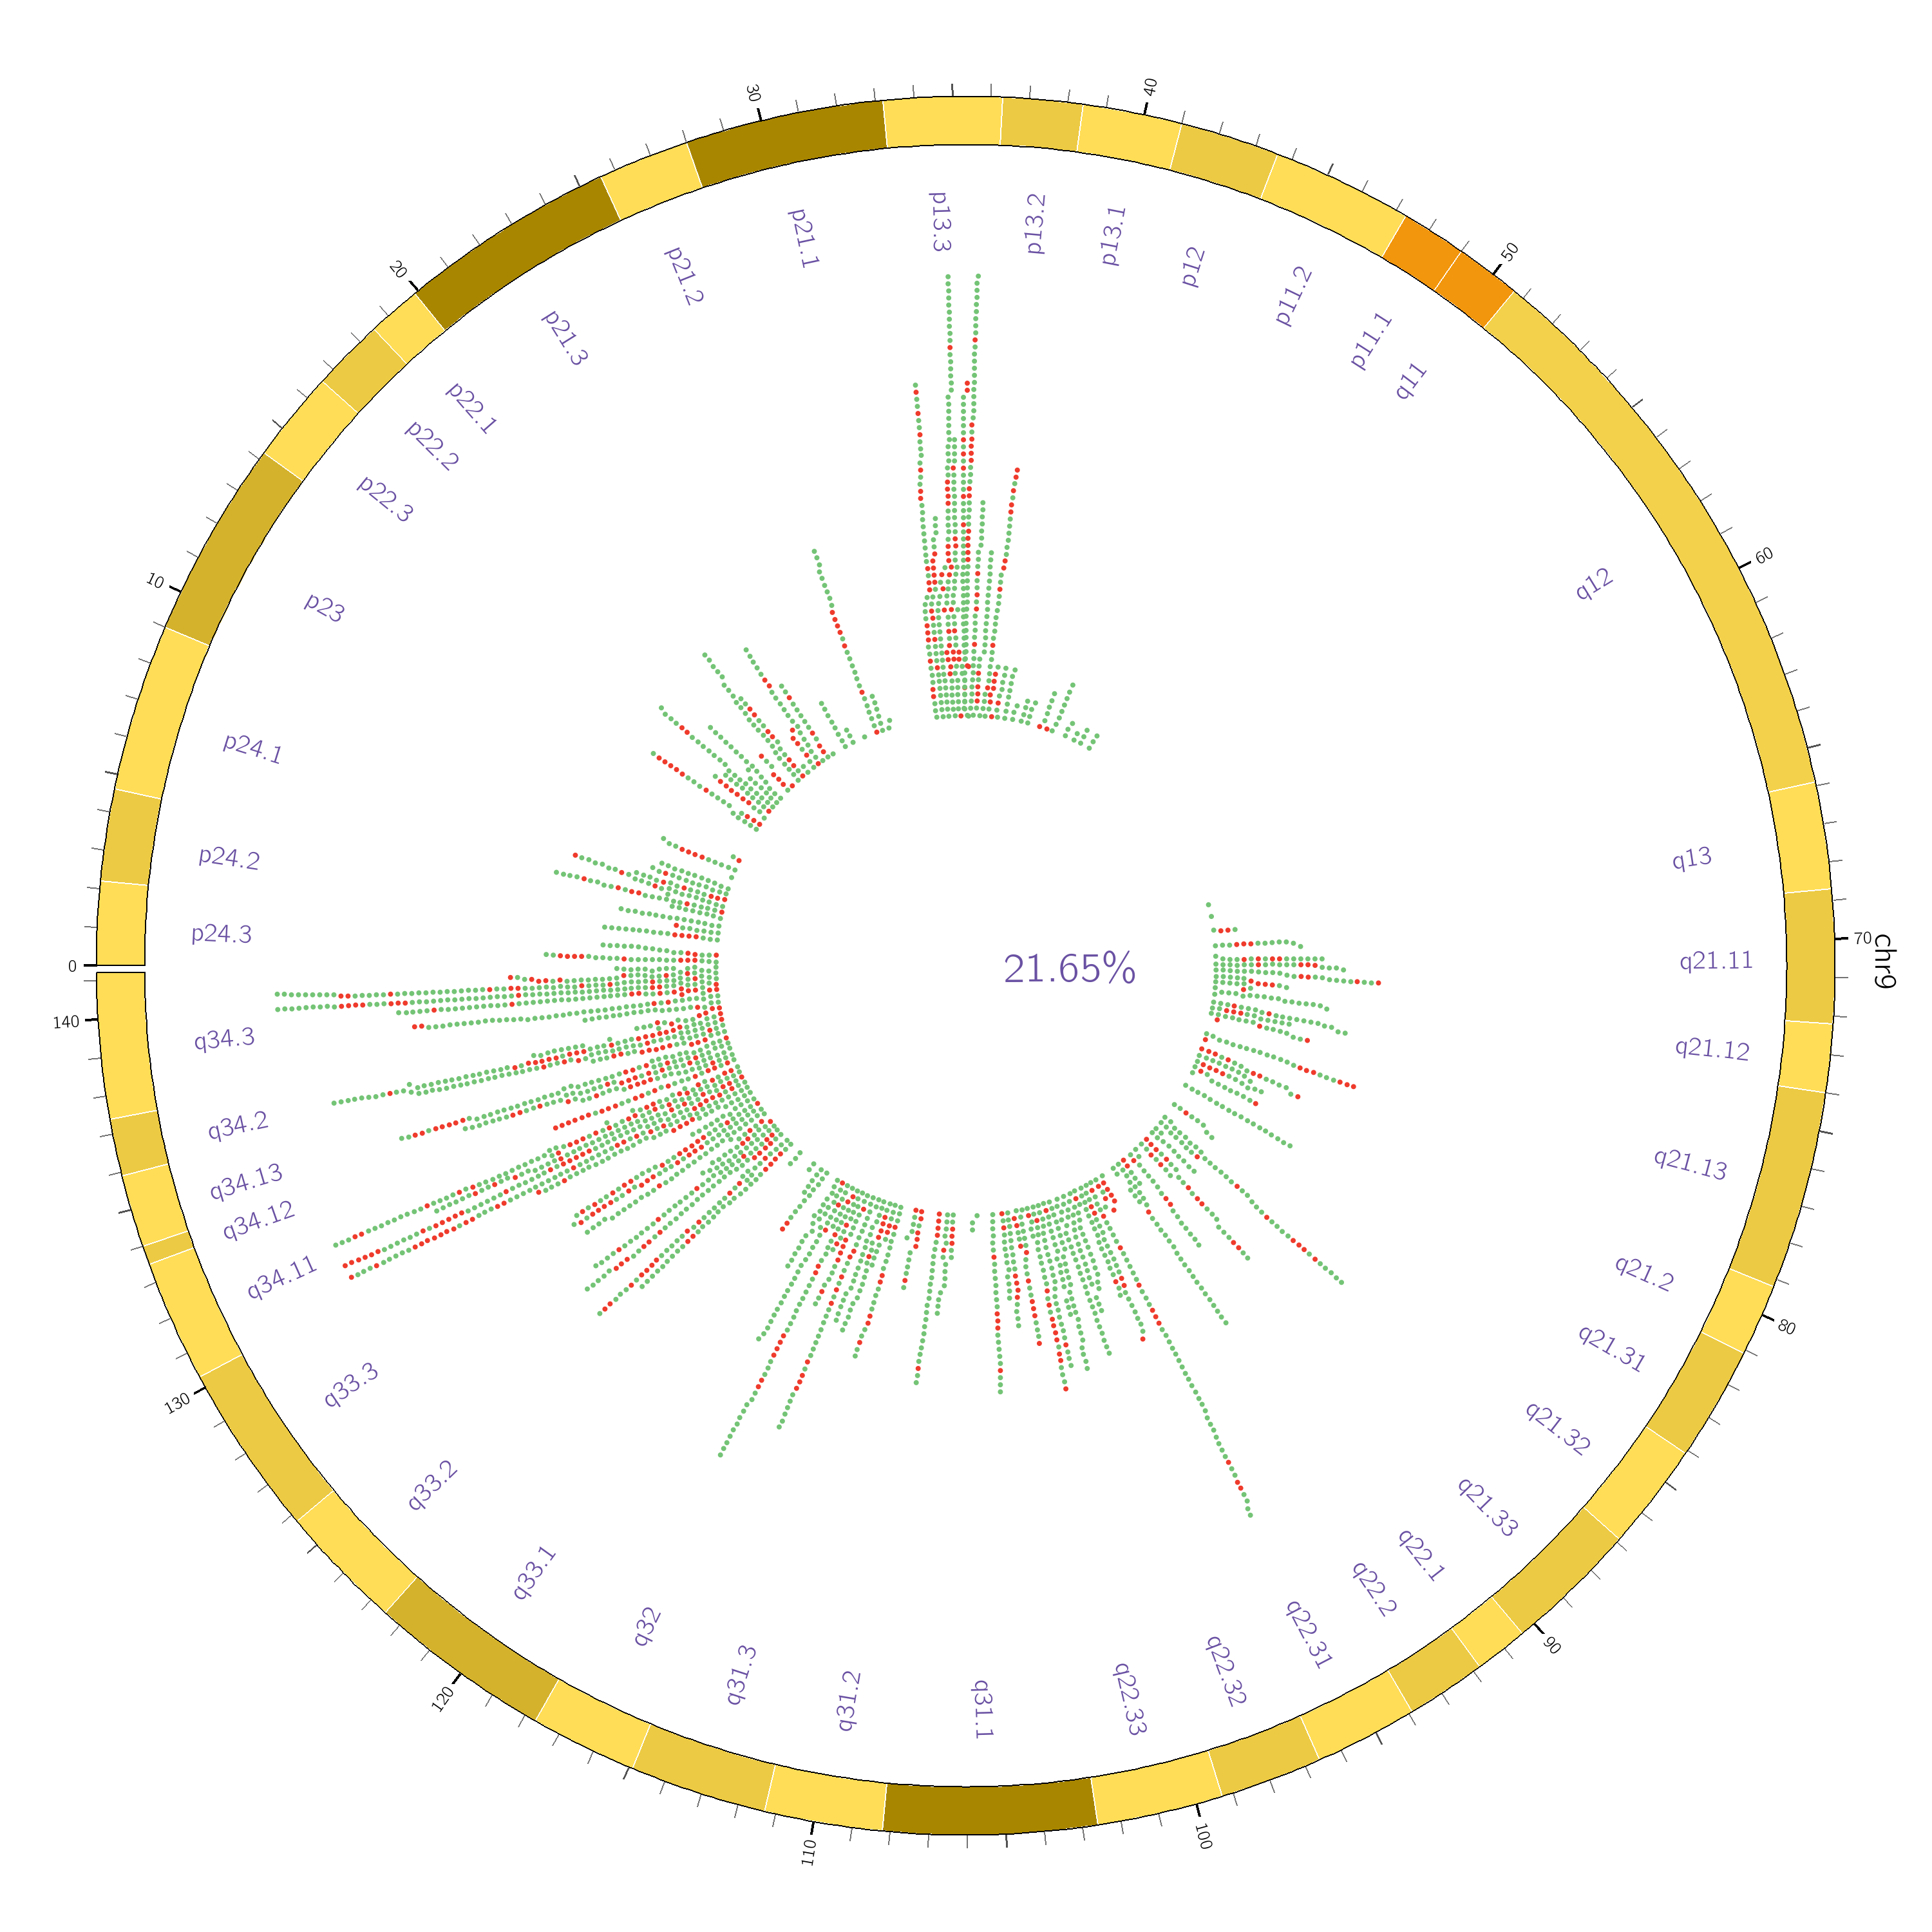 0
10
20
30
40
50
60
70
80
90
100
110
120
130
140
chr9
p24.3
p24.2
p24.1
p23
p22.3
p22.2
p22.1
p21.3
p21.2
p21.1
p13.3
p13.2
p13.1
p12
p11.2
p11.1
q11
q12
q13
q21.11
q21.12
q21.13
q21.2
q21.31
q21.32
q21.33
q22.1
q22.2
q22.31
q22.32
q22.33
q31.1
q31.2
q31.3
q32
q33.1
q33.2
q33.3
q34.11
q34.12
q34.13
q34.2
q34.3
21.65%